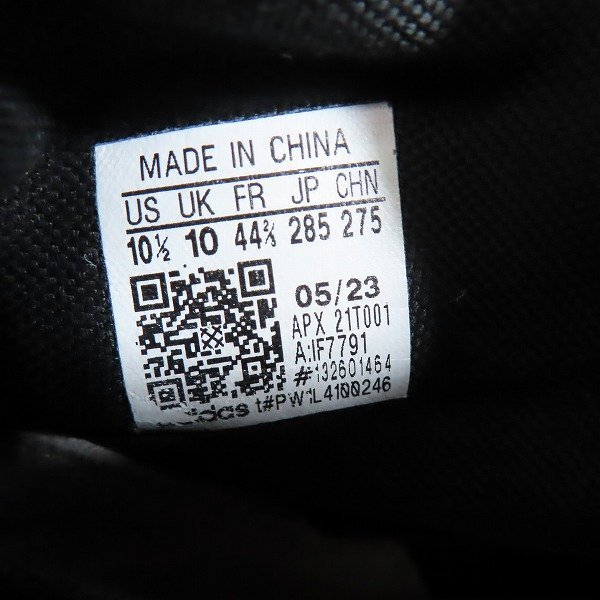 MADE IN CHINA
US UK FR JP CHN
10½ 10 44⅔ 285 275
05/23
APX 21T001
A:IF7791
#132601464
adidas t#PW1L4100246